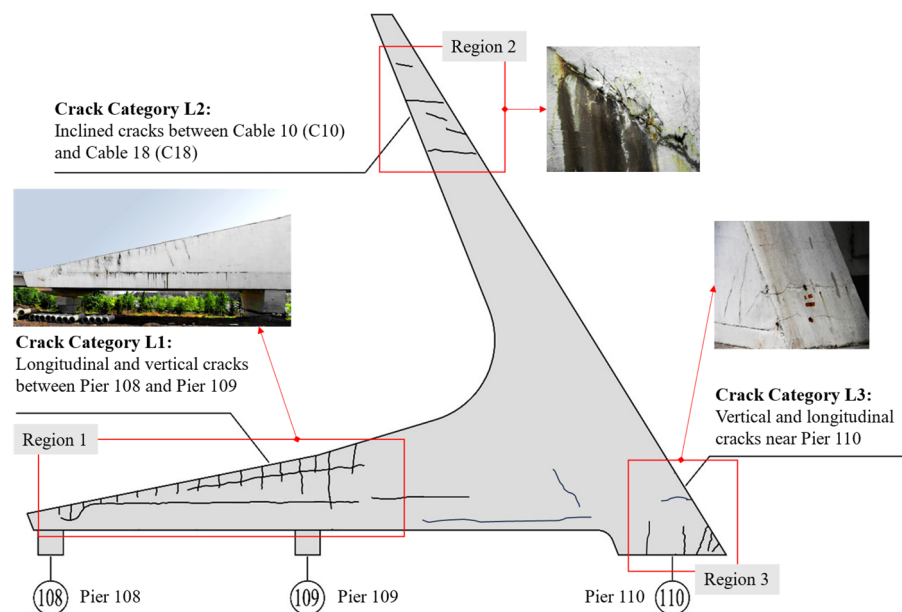 Region 2
Crack Category L2:
Inclined cracks between Cable 10 (C10)
and Cable 18 (C18)
Crack Category L1:
Longitudinal and vertical cracks
between Pier 108 and Pier 109
Crack Category L3:
Vertical and longitudinal
cracks near Pier 110
Region 1
Region 3
108 Pier 108
109 Pier 109
Pier 110 110